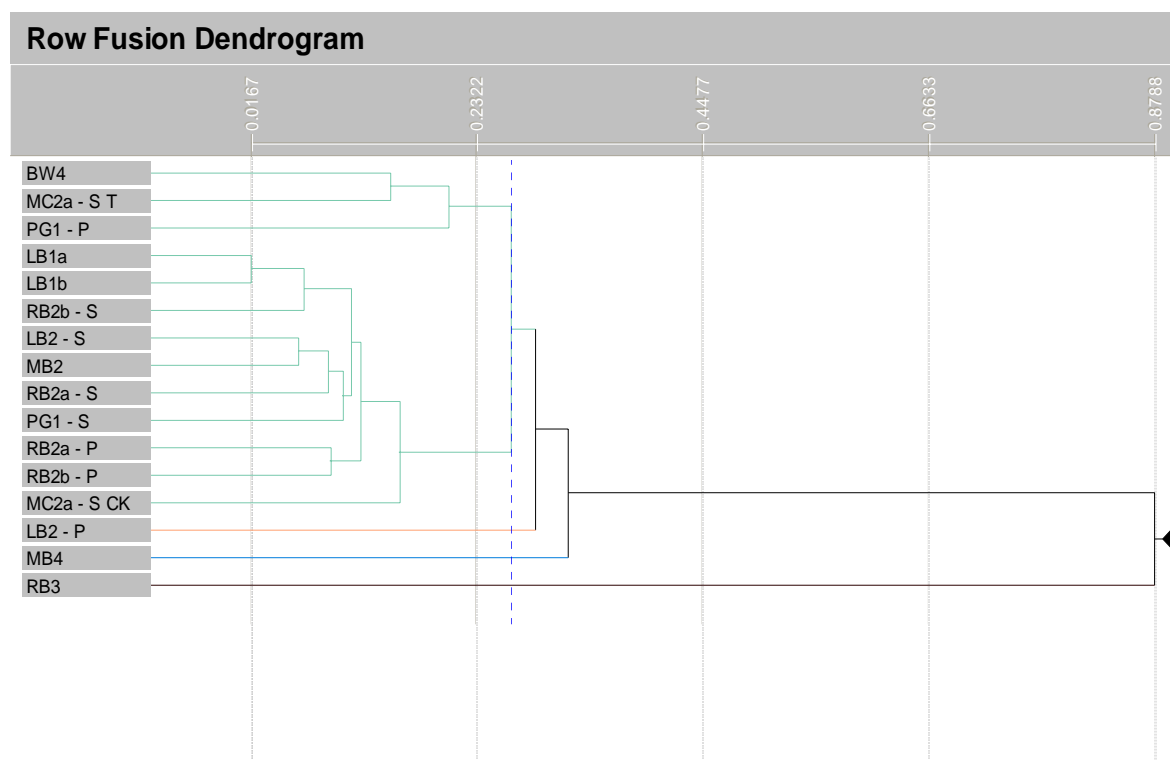 Row Fusion Dendrogram
0.0167
0.2322
0.4477
0.6633
0.8788
BW4
MC2a - S T
PG1 - P
LB1a
LB1b
RB2b - S
LB2 - S
MB2
RB2a - S
PG1 - S
RB2a - P
RB2b - P
MC2a - S CK
LB2 - P
MB4
RB3